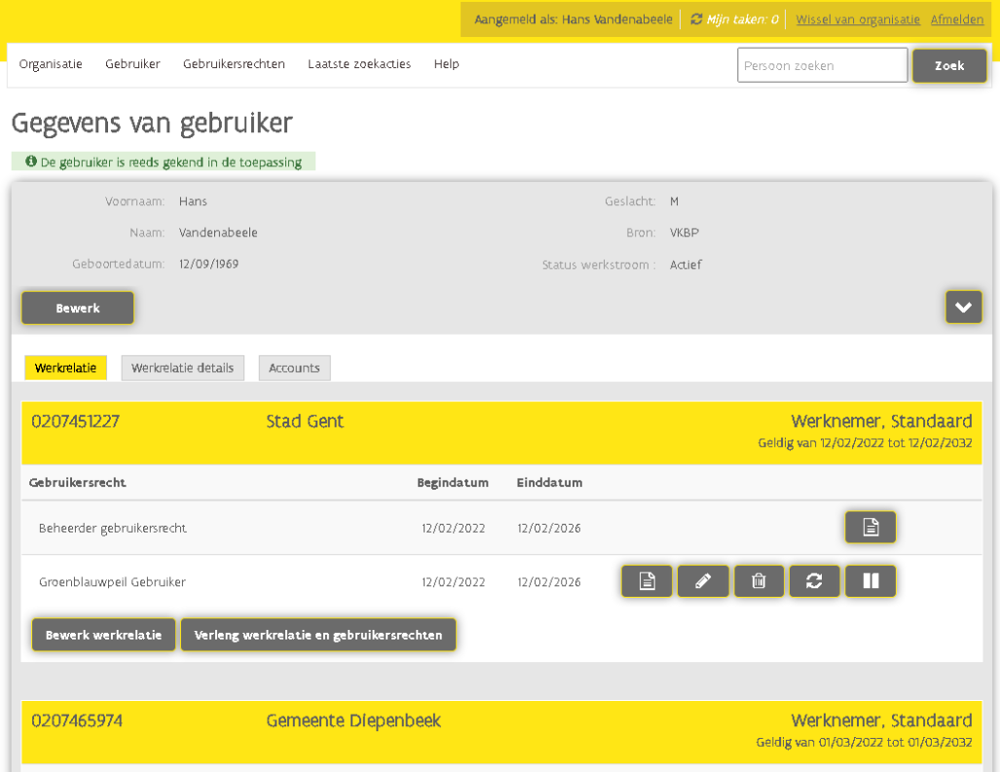 Aangemeld als: Hans Vandenabeele Mijn taken: 0 Wissel van organisatie Afmelden
Organisatie Gebruiker Gebruikersrechten Laatste zoekacties Help Persoon zoeken Zoek
Gegevens van gebruiker
De gebruiker is reeds gekend in de toepassing
Voornaam: Hans Geslacht: M
Naam: Vandenabeele Bron: VKBP
Geboortedatum: 12/09/1969 Status werkstroom : Actief
Bewerk
Werkrelatie Werkrelatie details Accounts
0207451227 Stad Gent Werknemer, Standaard
Geldig van 12/02/2022 tot 12/02/2032
Gebruikersrecht Begindatum Einddatum
Beheerder gebruikersrecht 12/02/2022 12/02/2026
Groenblauwpeil Gebruiker 12/02/2022 12/02/2026
Bewerk werkrelatie Verleng werkrelatie en gebruikersrechten
0207465974 Gemeente Diepenbeek Werknemer, Standaard
Geldig van 01/03/2022 tot 01/03/2032